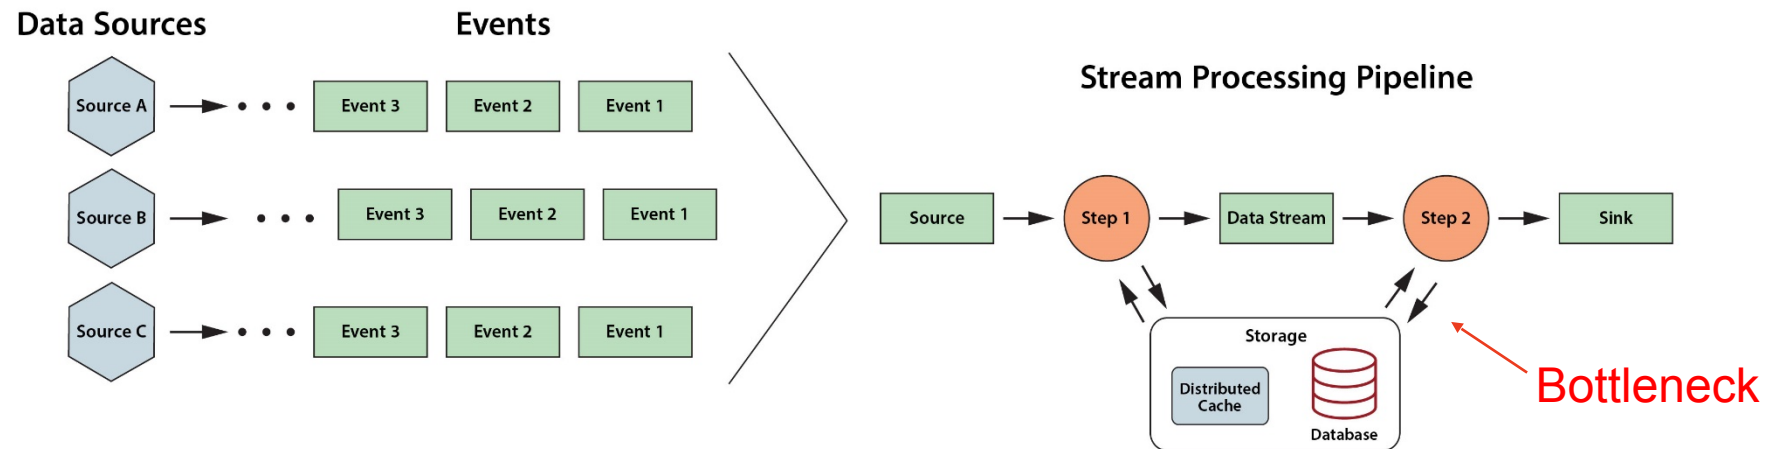 Data Sources
Events
Stream Processing Pipeline
Source A
Event 3
Event 2
Event 1
Source B
Event 3
Event 2
Event 1
Source C
Event 3
Event 2
Event 1
Source
Step 1
Data Stream
Step 2
Sink
Storage
Distributed
Cache
Database
Bottleneck